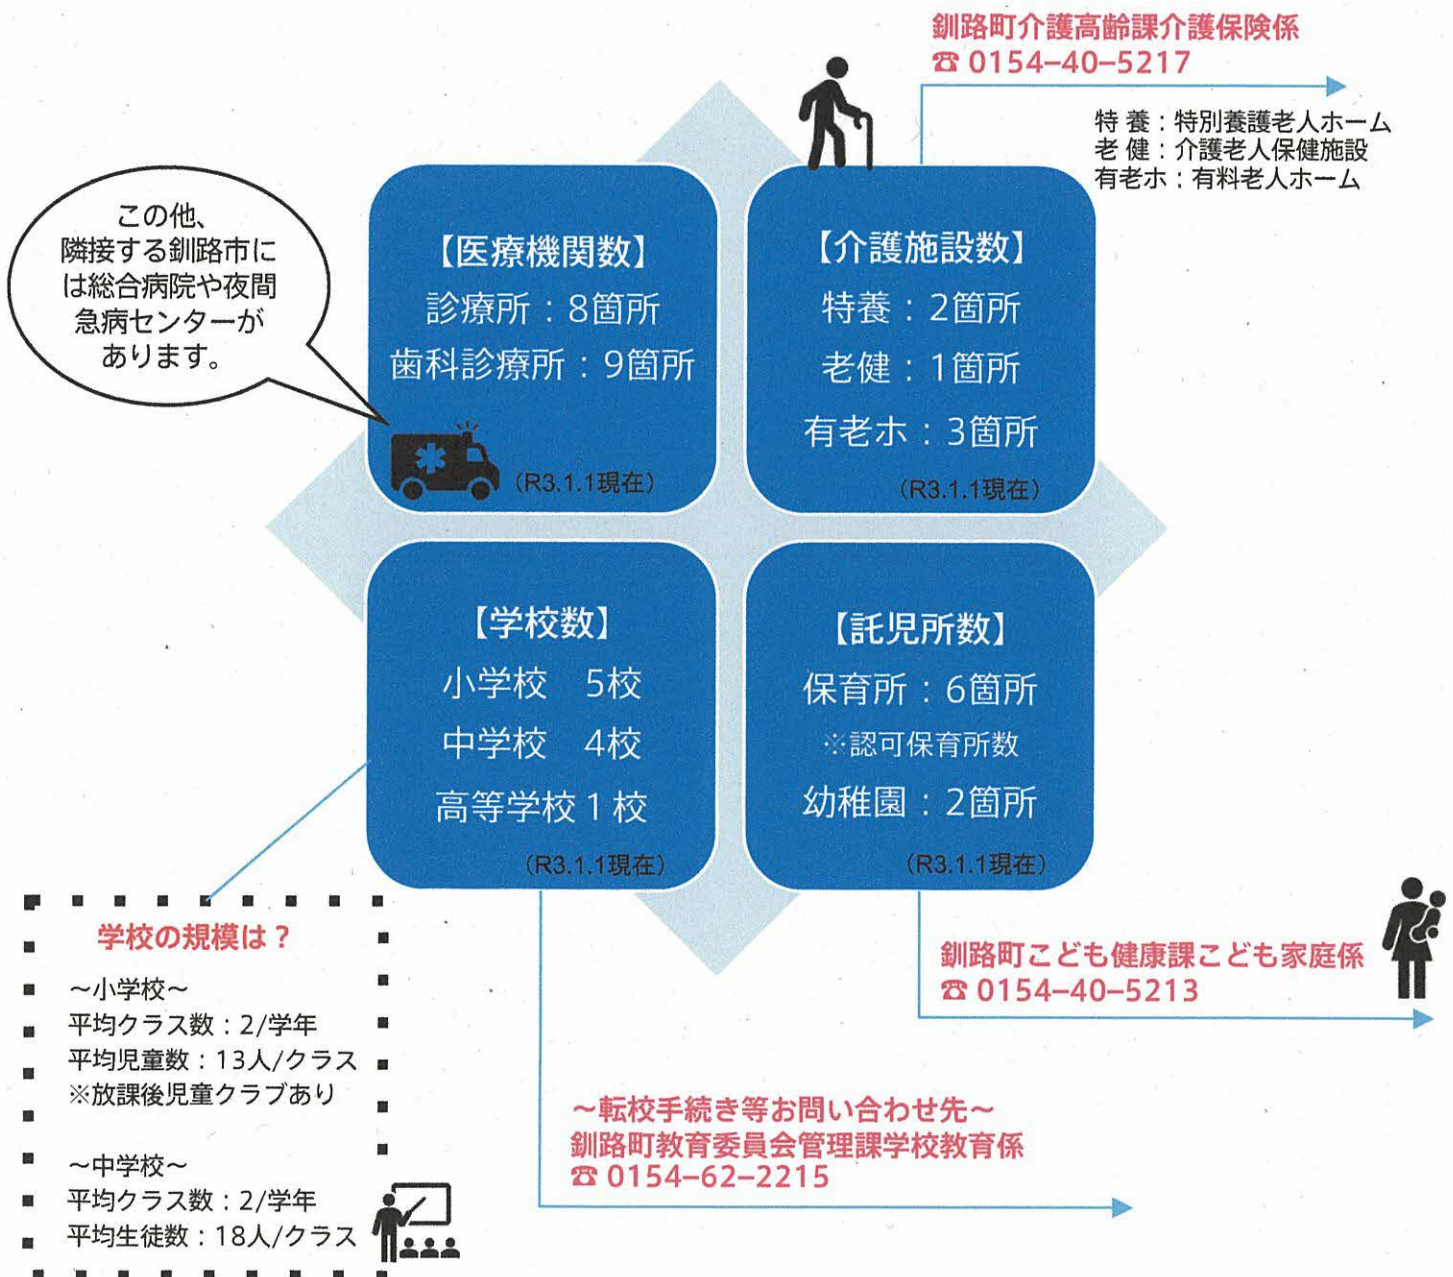 釧路町介護高齢課介護保険係
☎ 0154-40-5217
特 養：特別養護老人ホーム
老 健：介護老人保健施設
有老ホ：有料老人ホーム
この他、
隣接する釧路市に
は総合病院や夜間
急病センターが
あります。
【医療機関数】
診療所：8箇所
歯科診療所：9箇所
（R3.1.1現在）
【介護施設数】
特養：2箇所
老健：1箇所
有老ホ：3箇所
（R3.1.1現在）
【学校数】
小学校　5校
中学校　4校
高等学校 1 校
（R3.1.1現在）
【託児所数】
保育所：6箇所
※認可保育所数
幼稚園：2箇所
（R3.1.1現在）
学校の規模は？
～小学校～
平均クラス数：2/学年
平均児童数：13人/クラス
※放課後児童クラブあり
～中学校～
平均クラス数：2/学年
平均生徒数：18人/クラス
釧路町こども健康課こども家庭係
☎ 0154-40-5213
～転校手続き等お問い合わせ先～
釧路町教育委員会管理課学校教育係
☎ 0154-62-2215